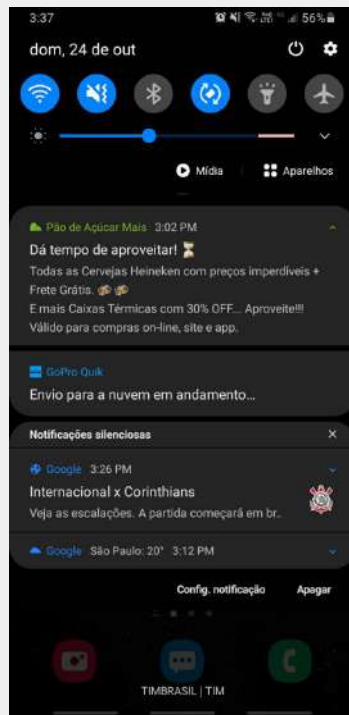 3:37 56%
dom, 24 de out
Mídia Aparelhos
Pão de Açúcar Mais 3:02 PM
Dá tempo de aproveitar! ⏳
Todas as Cervejas Heineken com preços imperdíveis +
Frete Grátis. 🍻 🍻
E mais Caixas Térmicas com 30% OFF... Aproveite!!!
Válido para compras on-line, site e app.
GoPro Quik
Envio para a nuvem em andamento...
Notificações silenciosas
Google 3:26 PM
Internacional x Corinthians
Veja as escalações. A partida começará em br..
Google São Paulo: 20° 3:12 PM
Config. notificação Apagar
TIMBRASIL | TIM